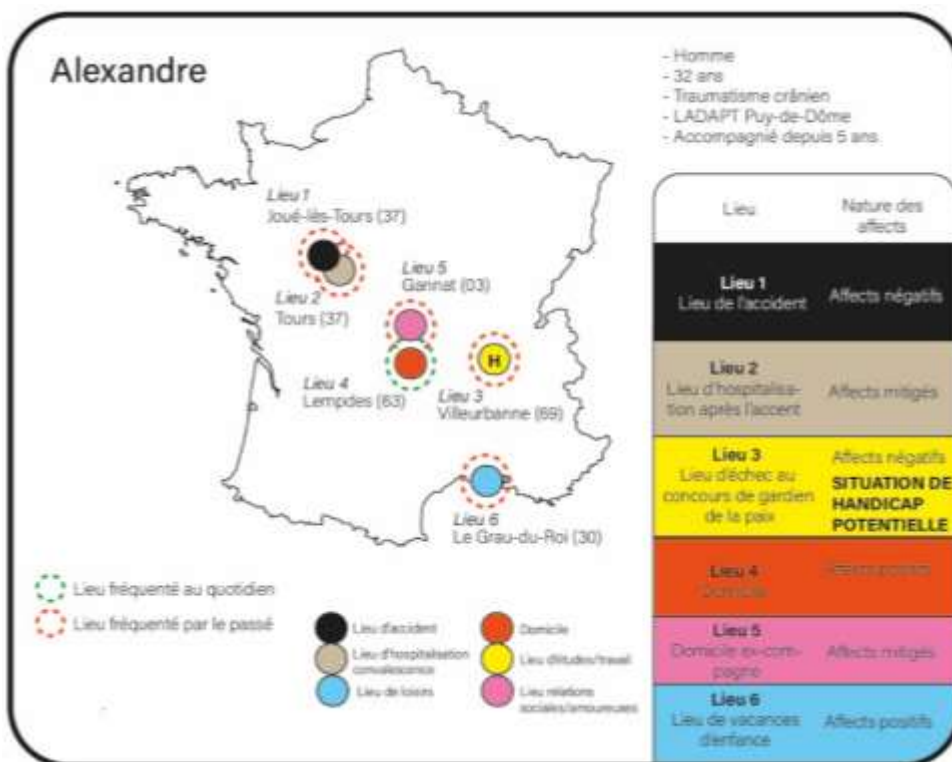 Alexandre
- Homme
- 32 ans
- Traumatisme crânien
- LADAPT Puy-de-Dôme
- Accompagnié depuis 5 ans
Lieu 1
Joué-lès-Tours (37)
Lieu 5
Gannat (03)
Lieu 2
Tours (37)
H
Lieu 4
Lempdes (63)
Lieu 3
Villeurbanne (69)
Lieu 6
Le Grau-du-Roi (30)
Lieu fréquenté au quotidien
Lieu fréquenté par le passé
Lieu d'accident
Lieu d'hospitalisation
convalescence
Lieu de loisirs
Domicile
Lieu d'études/travail
Lieu relations
sociales/amoureuses
Lieu
Nature des
affects
Lieu 1
Lieu de l'accident
Affects négatifs
Lieu 2
Lieu d'hospitalisa-
tion après l'accent
Affects mitigés
Lieu 3
Lieu d'échec au
concours de gardien
de la paix
Affects négatifs
SITUATION DE
HANDICAP
POTENTIELLE
Lieu 4
Domicile
Affects positifs
Lieu 5
Domicile ex-com-
pagne
Affects mitigés
Lieu 6
Lieu de vacances
d'enfance
Affects positifs